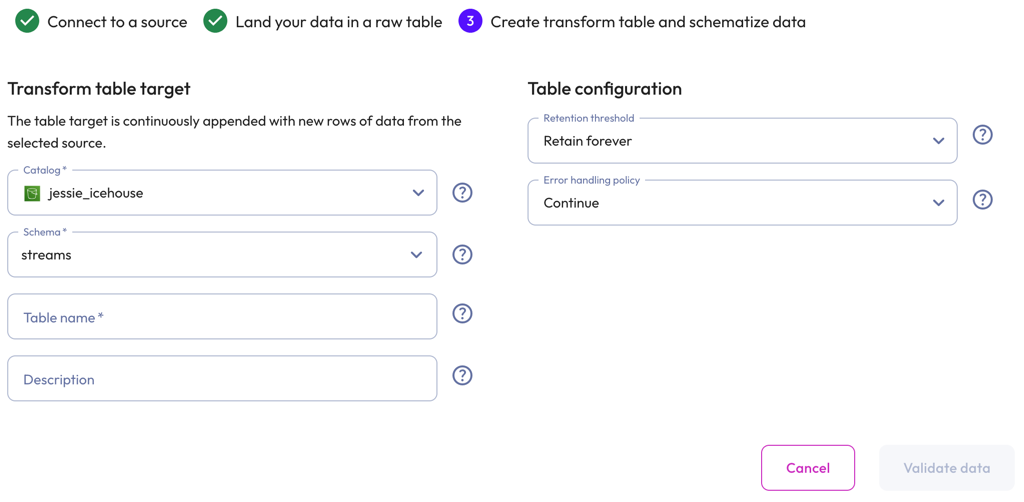 Connect to a source
Land your data in a raw table
3 Create transform table and schematize data
Transform table target
The table target is continuously appended with new rows of data from the
selected source.
Catalog *
jessie_icehouse
?
Schema *
streams
?
Table name *
?
Description
?
Table configuration
Retention threshold
Retain forever
?
Error handling policy
Continue
?
Cancel
Validate data